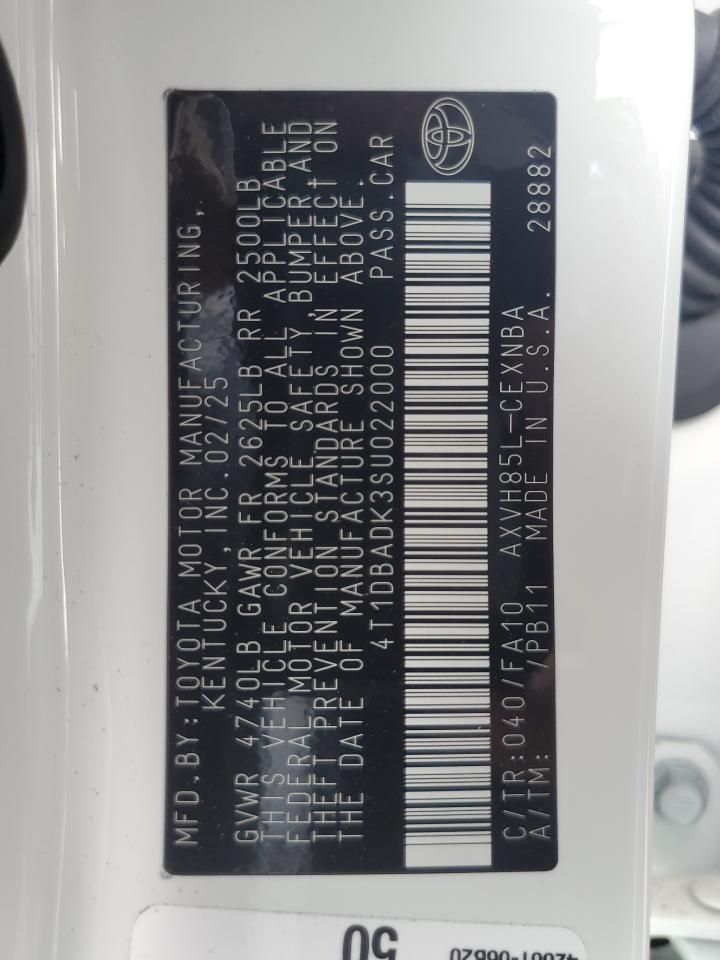 MFD.BY:TOYOTA MOTOR MANUFACTURING,
KENTUCKY, INC.02/25
GVWR 4740LB GAWR FR 2625LB RR 2500LB
THIS VEHICLE CONFORMS TO ALL APPLICABLE
FEDERAL MOTOR VEHICLE SAFETY, BUMPER, AND
THEFT PREVENTION STANDARDS IN EFFECT ON
THE DATE OF MANUFACTURE SHOWN ABOVE.
4T1DBADK3SU022000 PASS.CAR
C/TR:040/FA10 AXVH85L-CEXNBA
A/TM: /PB11 MADE IN U.S.A. 28882
50